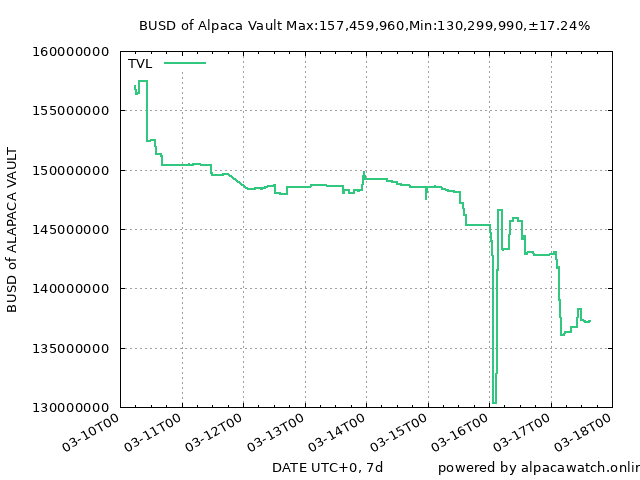 BUSD of Alpaca Vault Max:157,459,960,Min:130,299,990,±17.24%
160000000
TVL
155000000
150000000
145000000
140000000
135000000
130000000
BUSD of ALAPACA VAULT
03-10T00
03-11T00
03-12T00
03-13T00
03-14T00
03-15T00
03-16T00
03-17T00
03-18T00
DATE UTC+0, 7d
powered by alpacawatch.onlin